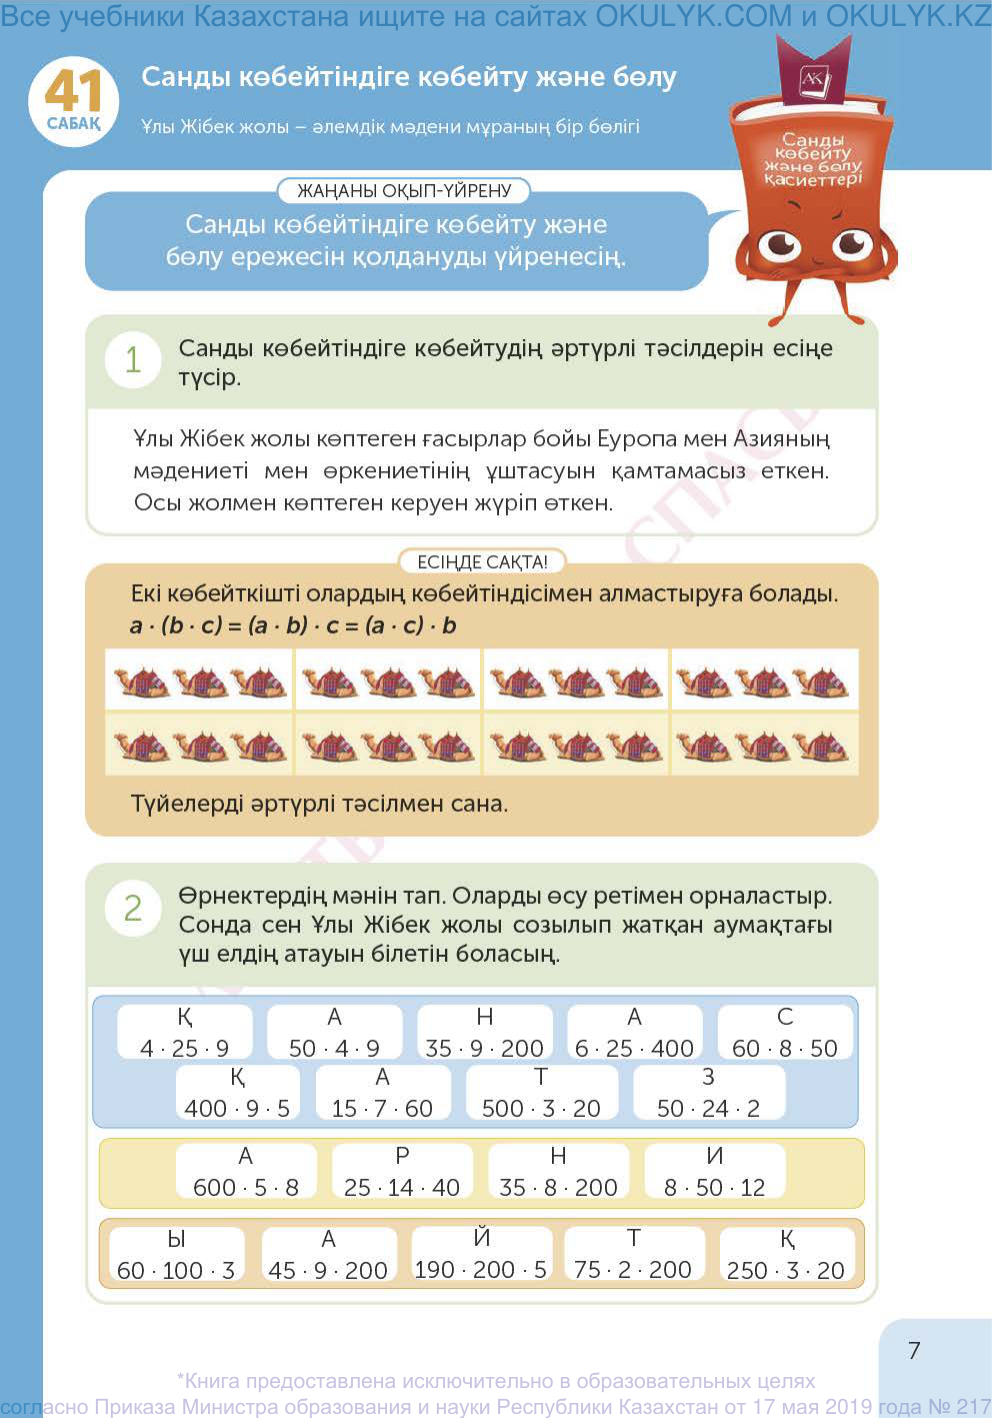 Все учебники Казахстана ищите на сайтах OKULYK.COM и OKULYK.KZ
41
САБАҚ
Санды көбейтіндіге көбейту және бөлу
Ұлы Жібек жолы – әлемдік мәдени мұраның бір бөлігі
АК
Санды
көбейту
және бөлу
қасиеттері
ЖАҢАНЫ ОҚЫП-ҮЙРЕНУ
Санды көбейтіндіге көбейту және
бөлу ережесін қолдануды үйренесің.
1
Санды көбейтіндіге көбейтудің әртүрлі тәсілдерін есіңе
түсір.
Ұлы Жібек жолы көптеген ғасырлар бойы Еуропа мен Азияның
мәдениеті мен өркениетінің ұштасуын қамтамасыз еткен.
Осы жолмен көптеген керуен жүріп өткен.
ЕСІҢДЕ САҚТА!
Екі көбейткішті олардың көбейтіндісімен алмастыруға болады.
a · (b · c) = (a · b) · c = (a · c) · b
Түйелерді әртүрлі тәсілмен сана.
2
Өрнектердің мәнін тап. Оларды өсу ретімен орналастыр.
Сонда сен Ұлы Жібек жолы созылып жатқан аумақтағы
үш елдің атауын білетін боласың.
Қ А Н А С
4 · 25 · 9 50 · 4 · 9 35 · 9 · 200 6 · 25 · 400 60 · 8 · 50
Қ А Т З
400 · 9 · 5 15 · 7 · 60 500 · 3 · 20 50 · 24 · 2
А Р Н И
600 · 5 · 8 25 · 14 · 40 35 · 8 · 200 8 · 50 · 12
Ы А Й Т Қ
60 · 100 · 3 45 · 9 · 200 190 · 200 · 5 75 · 2 · 200 250 · 3 · 20
7
*Книга предоставлена исключительно в образовательных целях
согласно Приказа Министра образования и науки Республики Казахстан от 17 мая 2019 года № 217